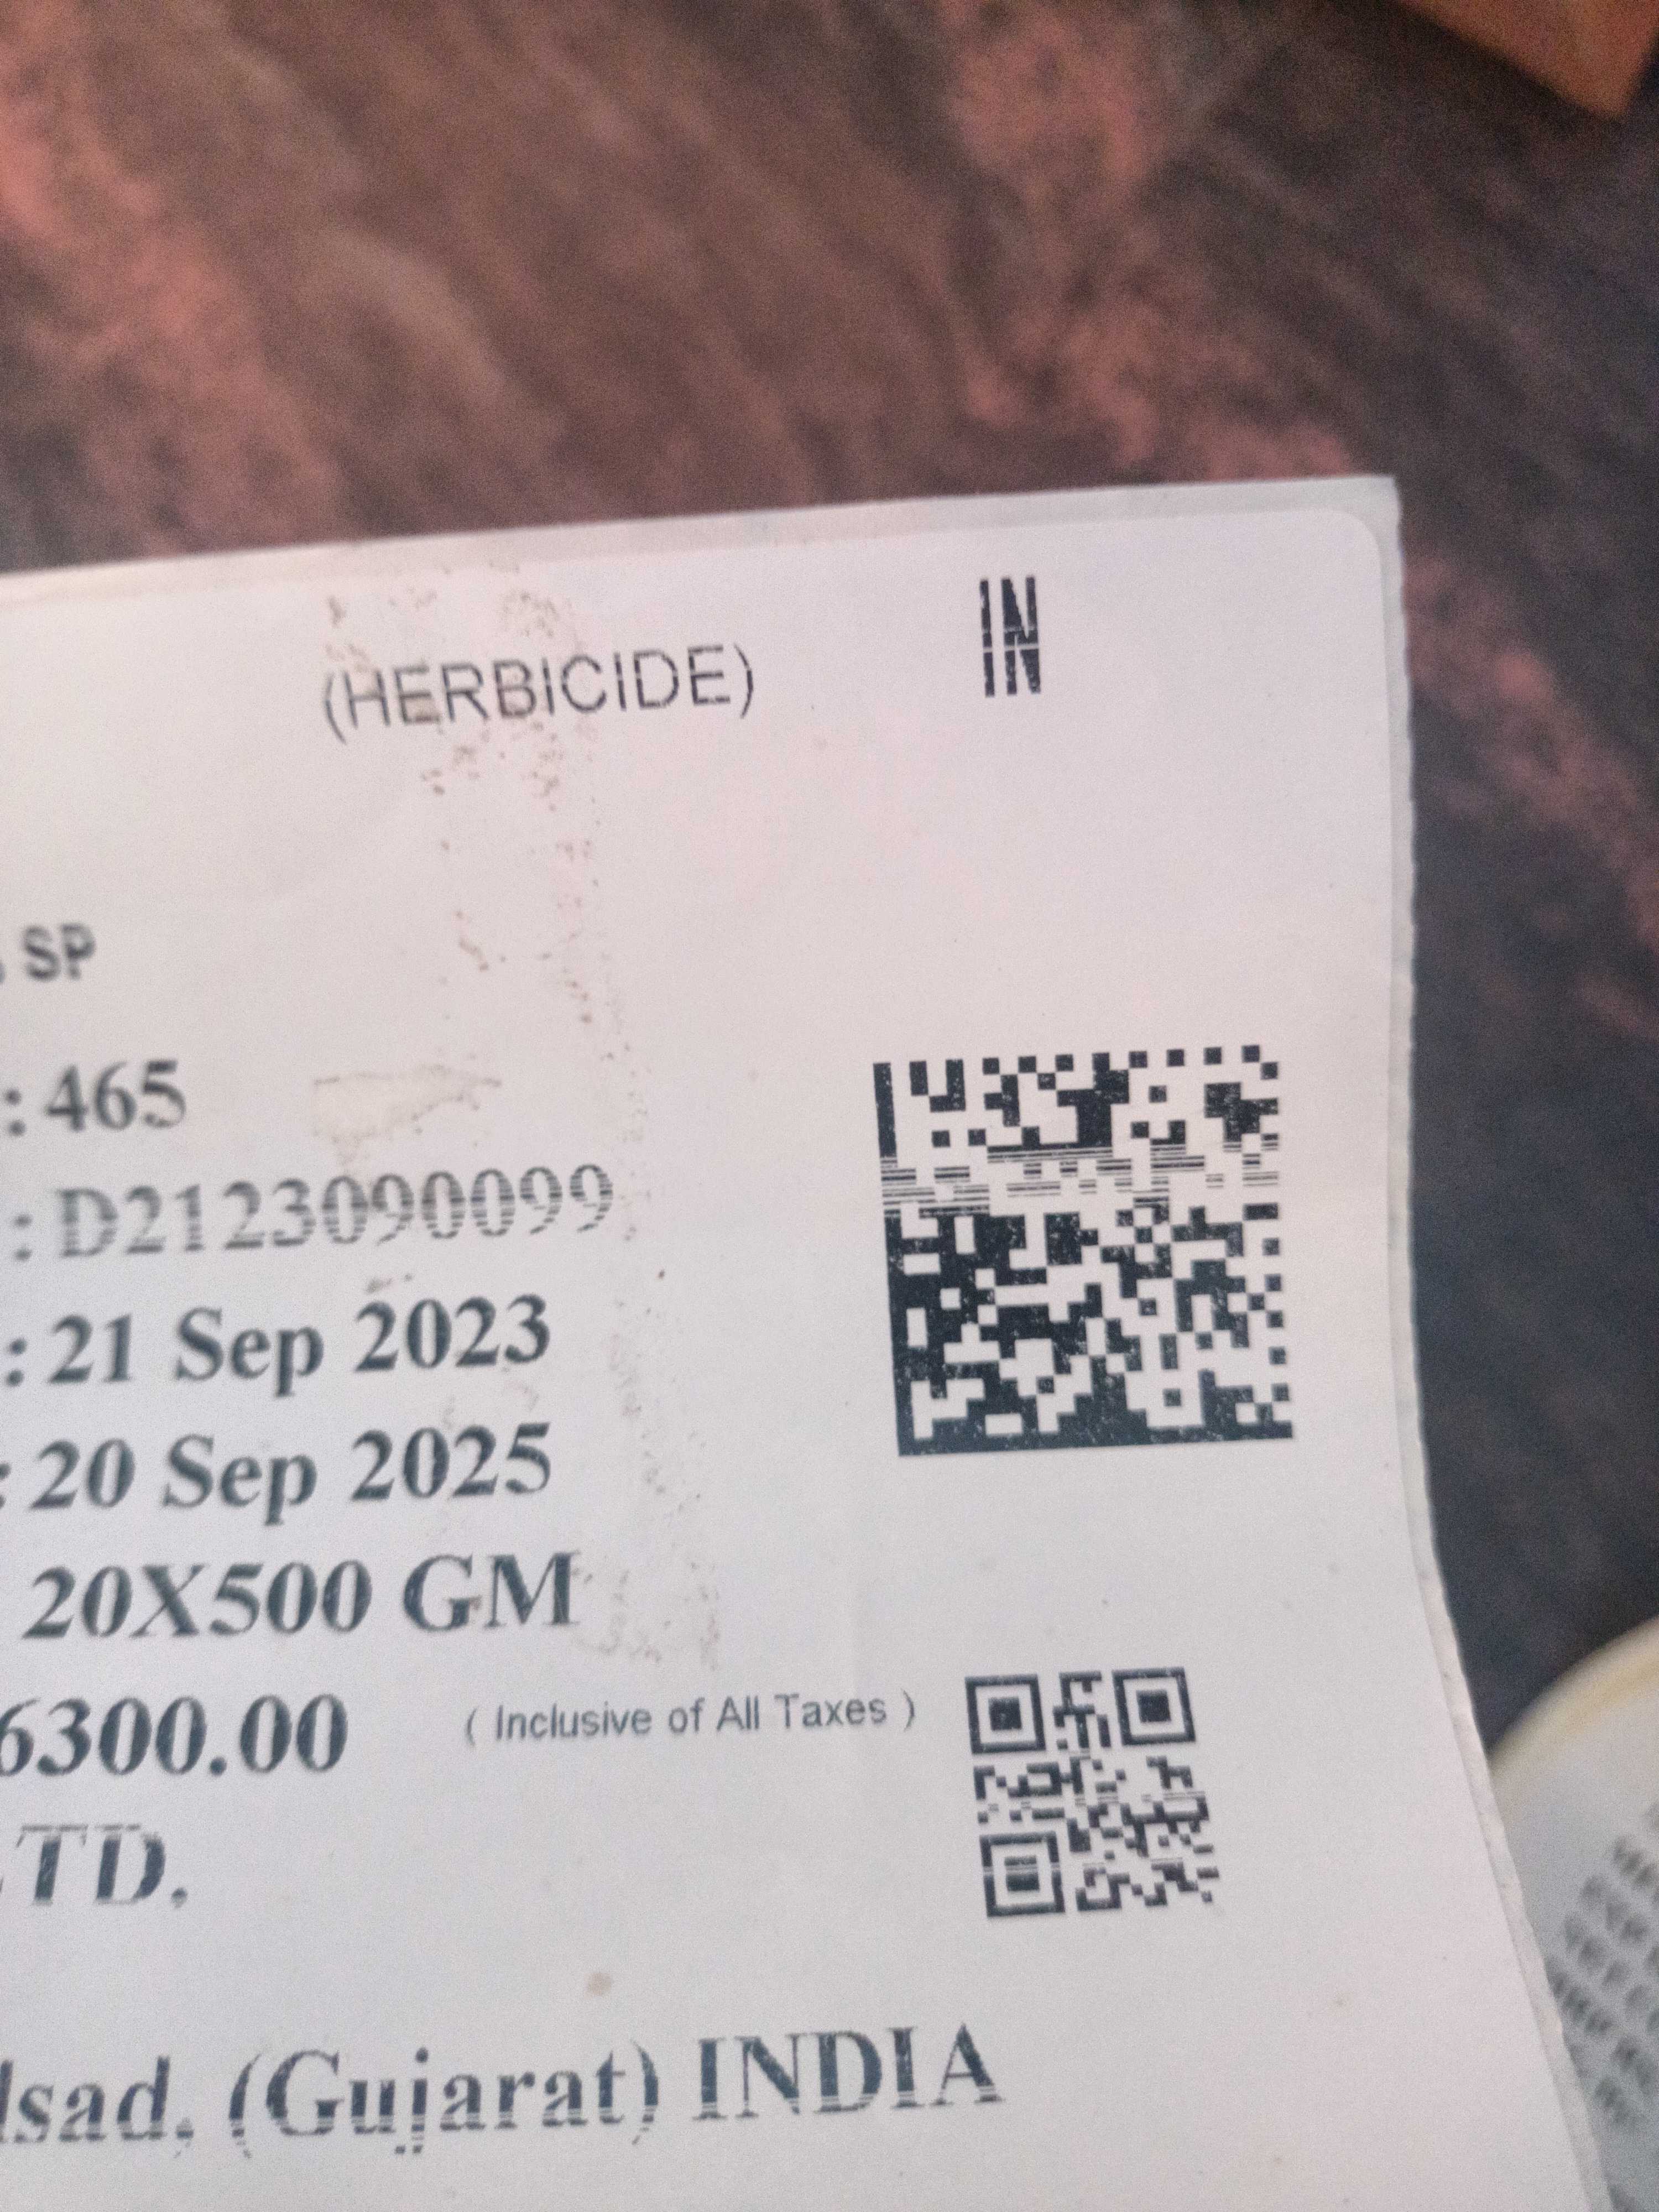 (HERBICIDE) IN
SP
: 465
: D2123090099
: 21 Sep 2023
: 20 Sep 2025
20X500 GM
6300.00 ( Inclusive of All Taxes )
TD.
lsad, (Gujarat) INDIA